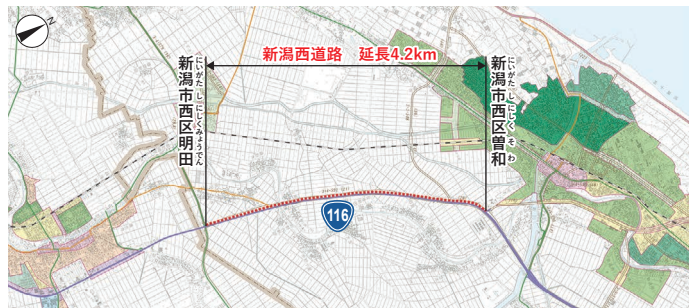 N
新潟西道路 延長4.2km
新潟市西区明田
にいがたしにしくみょうでん
新潟市西区曽和
にいがたしにしくそわ
116